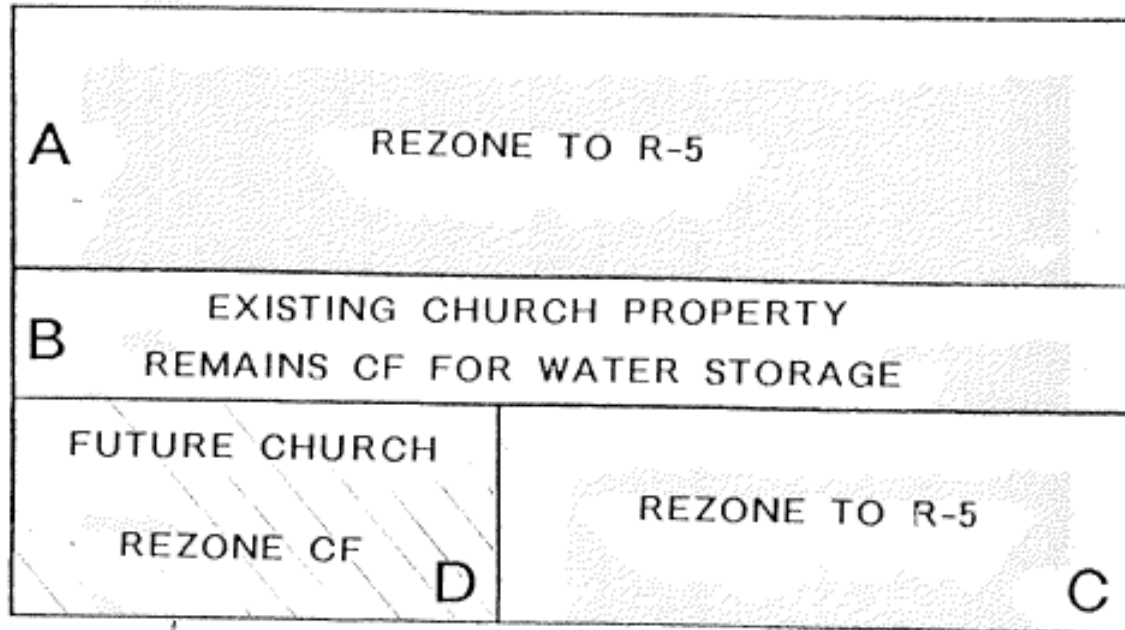 A
REZONE TO R-5
B
EXISTING CHURCH PROPERTY
REMAINS CF FOR WATER STORAGE
FUTURE CHURCH
REZONE CF
D
REZONE TO R-5
C